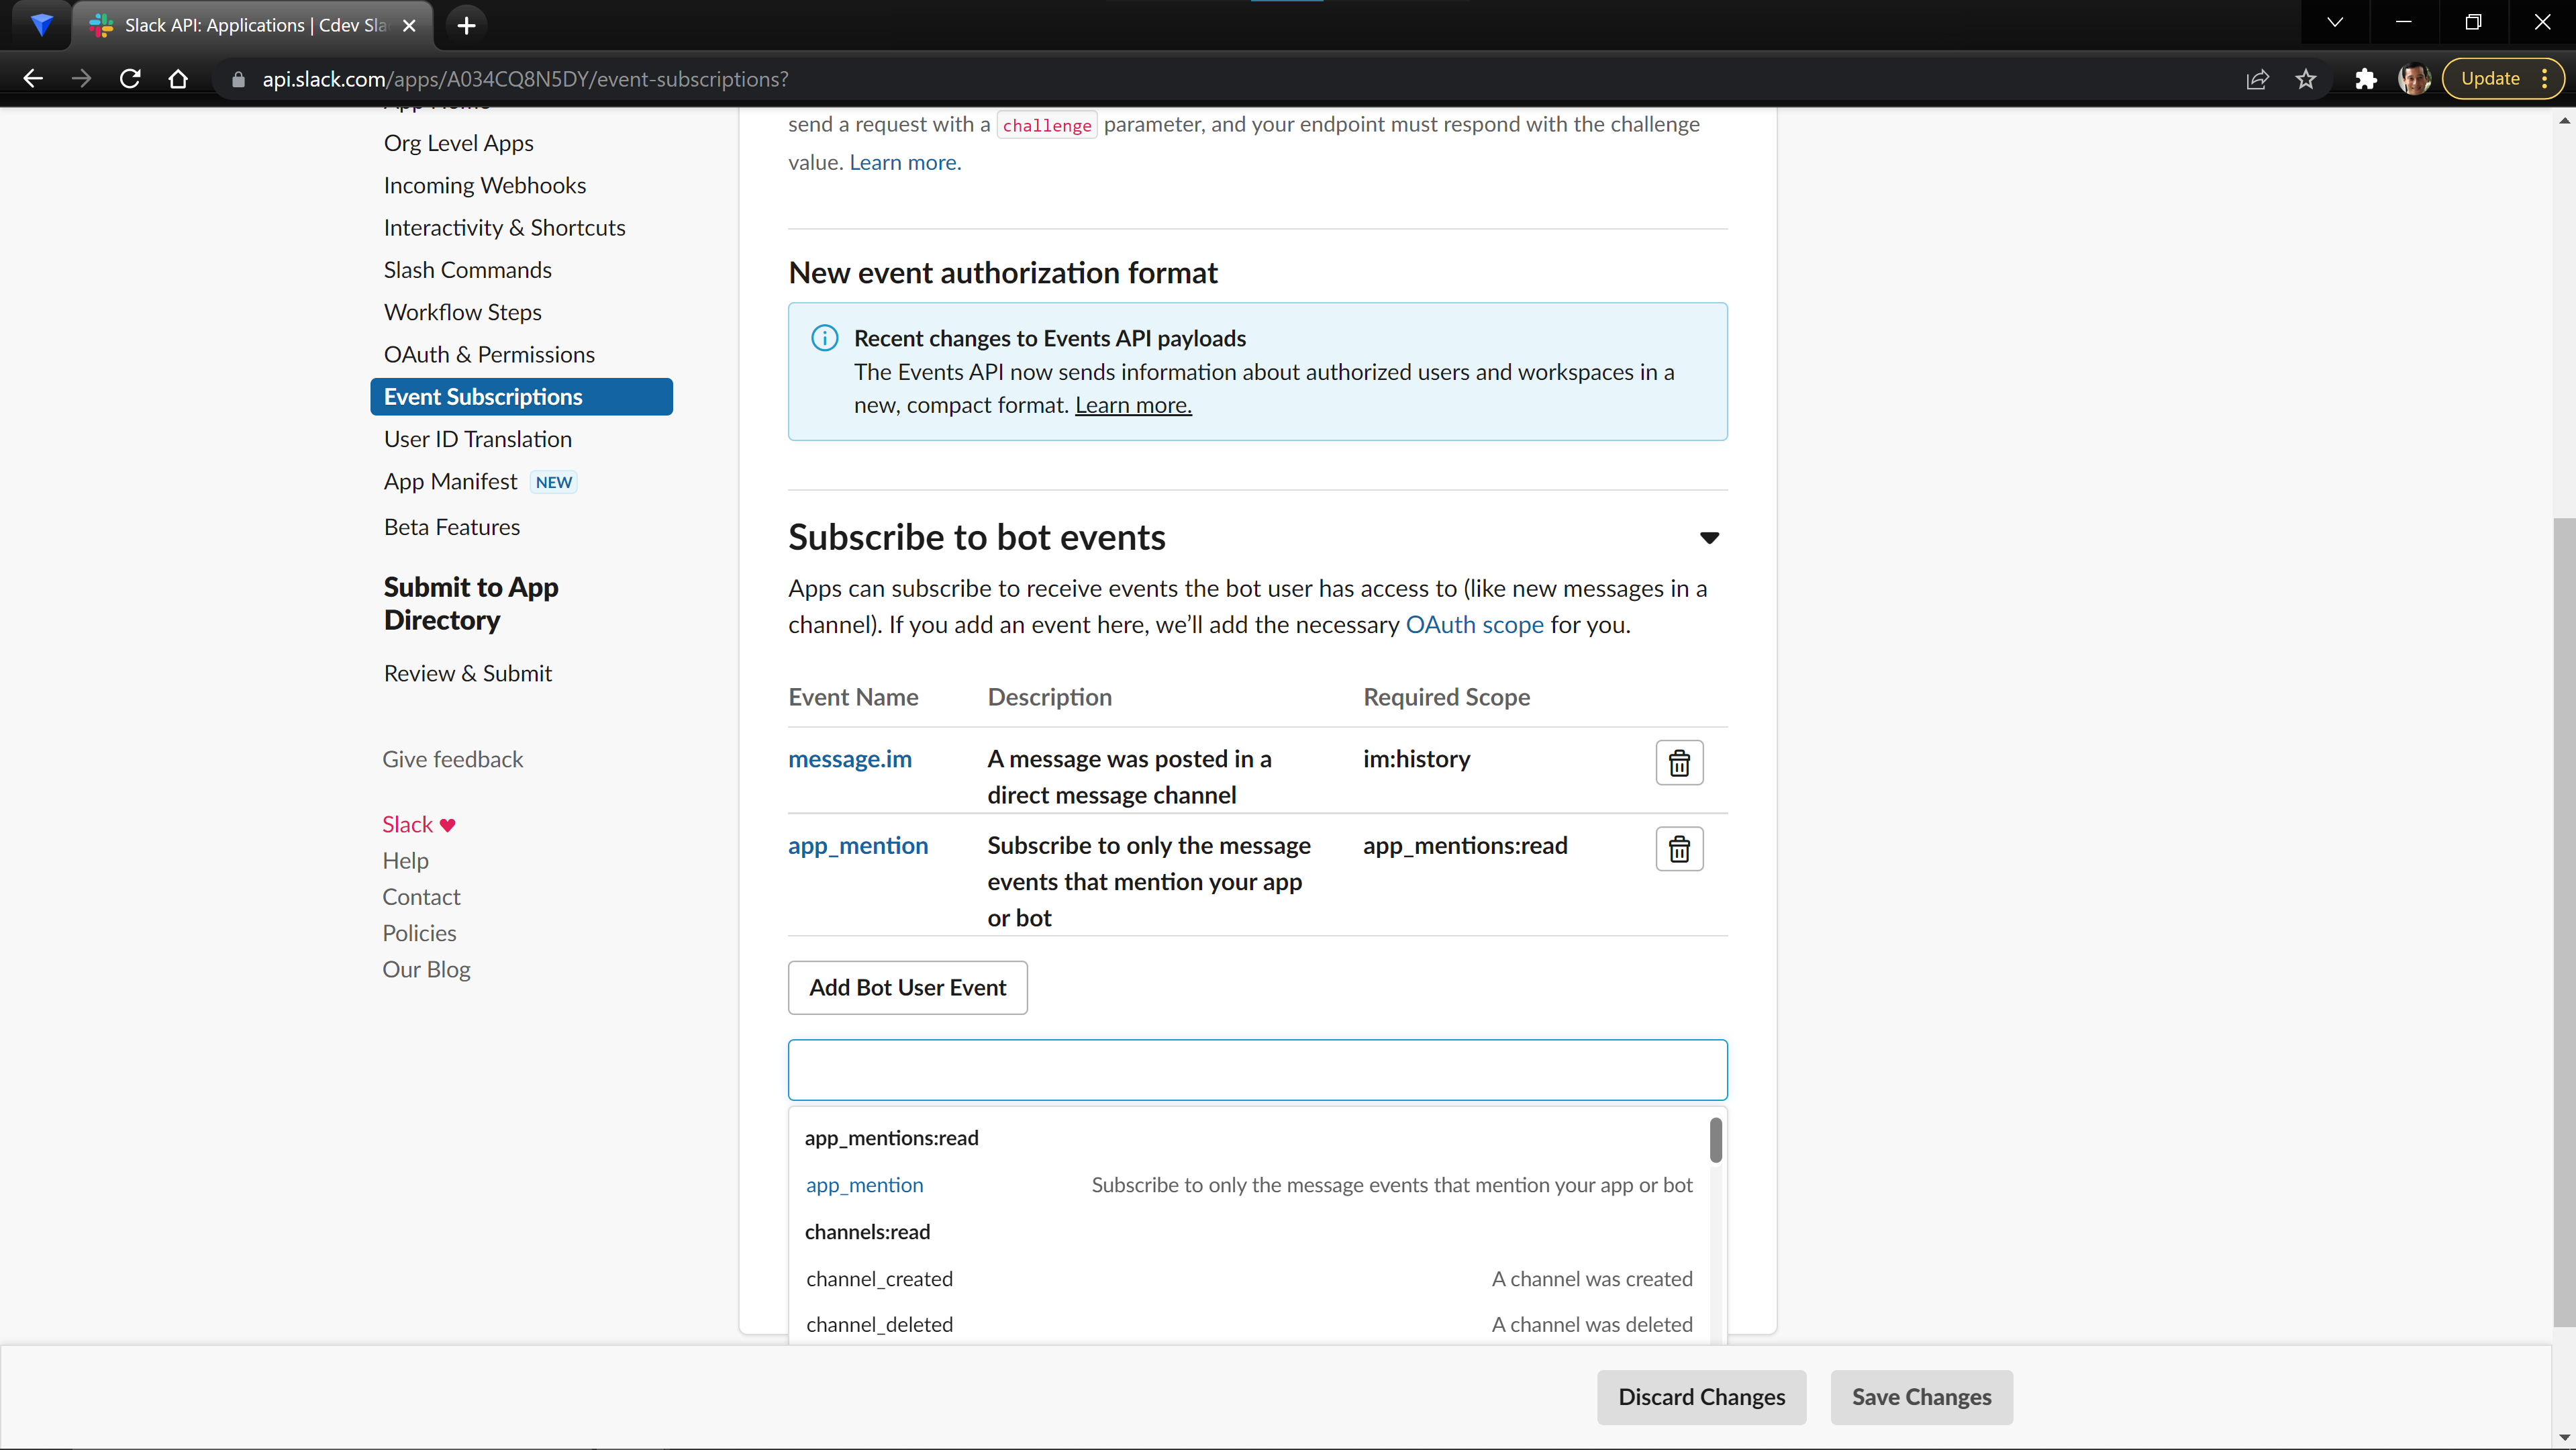 Slack API: Applications | Cdev Sla
api.slack.com/apps/A034CQ8N5DY/event-subscriptions?
Update
App Home
Org Level Apps
Incoming Webhooks
Interactivity & Shortcuts
Slash Commands
Workflow Steps
OAuth & Permissions
Event Subscriptions
User ID Translation
App Manifest NEW
Beta Features
Submit to App
Directory
Review & Submit
Give feedback
Slack ♥
Help
Contact
Policies
Our Blog
send a request with a challenge parameter, and your endpoint must respond with the challenge
value. Learn more.
New event authorization format
Recent changes to Events API payloads
The Events API now sends information about authorized users and workspaces in a
new, compact format. Learn more.
Subscribe to bot events
Apps can subscribe to receive events the bot user has access to (like new messages in a
channel). If you add an event here, we’ll add the necessary OAuth scope for you.
Event Name Description Required Scope
message.im A message was posted in a im:history
direct message channel
app_mention Subscribe to only the message app_mentions:read
events that mention your app
or bot
Add Bot User Event
app_mentions:read
app_mention Subscribe to only the message events that mention your app or bot
channels:read
channel_created A channel was created
channel_deleted A channel was deleted
Discard Changes Save Changes